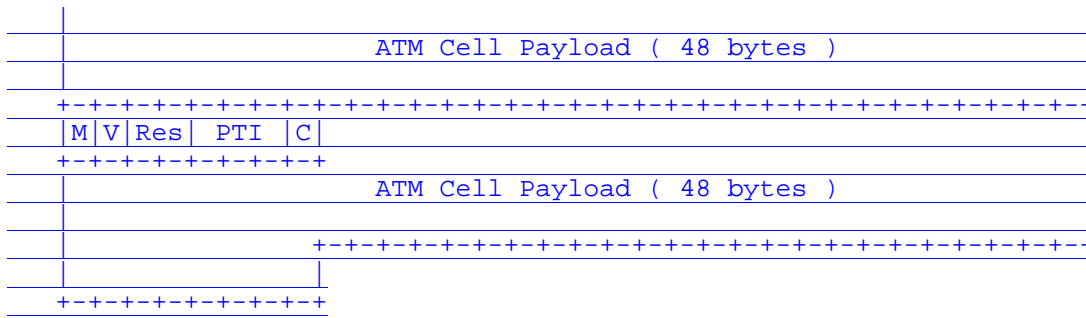 |
|                   ATM Cell Payload ( 48 bytes )
|
+-+-+-+-+-+-+-+-+-+-+-+-+-+-+-+-+-+-+-+-+-+-+-+-+-+-+-+-+-+-+-+--
|M|V|Res| PTI |C|
+-+-+-+-+-+-+-+-+
|                   ATM Cell Payload ( 48 bytes )
|
|               +-+-+-+-+-+-+-+-+-+-+-+-+-+-+-+-+-+-+-+-+-+-+-+--
|               |
+-+-+-+-+-+-+-+-+